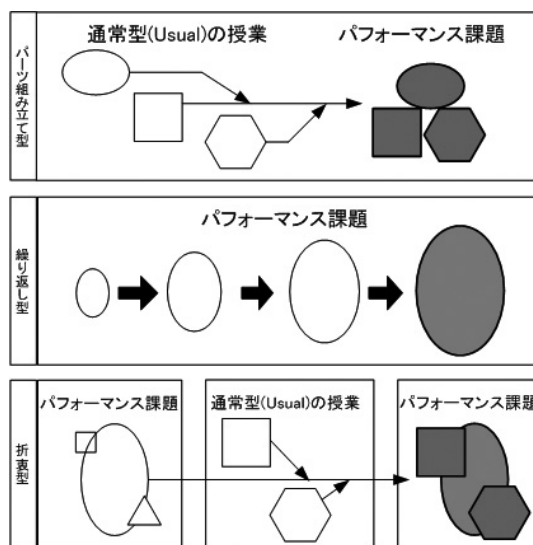 パーツ組み立て型
通常型(Usual)の授業
パフォーマンス課題
繰り返し型
パフォーマンス課題
折衷型
パフォーマンス課題
通常型(Usual)の授業
パフォーマンス課題